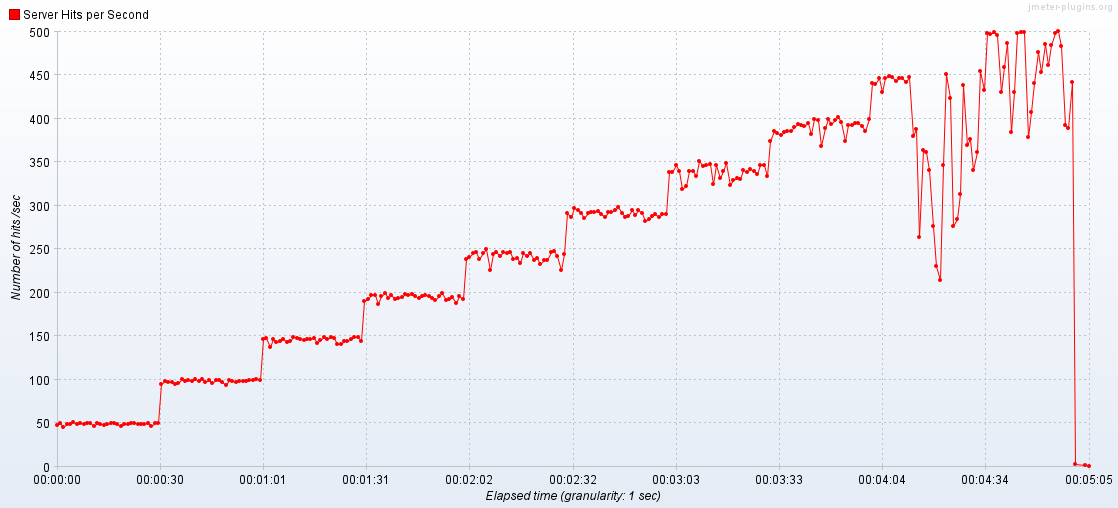 jmeter-plugins.org
Server Hits per Second
500
450
400
350
300
250
200
150
100
50
0
Number of hits /sec
00:00:00 00:00:30 00:01:01 00:01:31 00:02:02 00:02:32 00:03:03 00:03:33 00:04:04 00:04:34 00:05:05
Elapsed time (granularity: 1 sec)